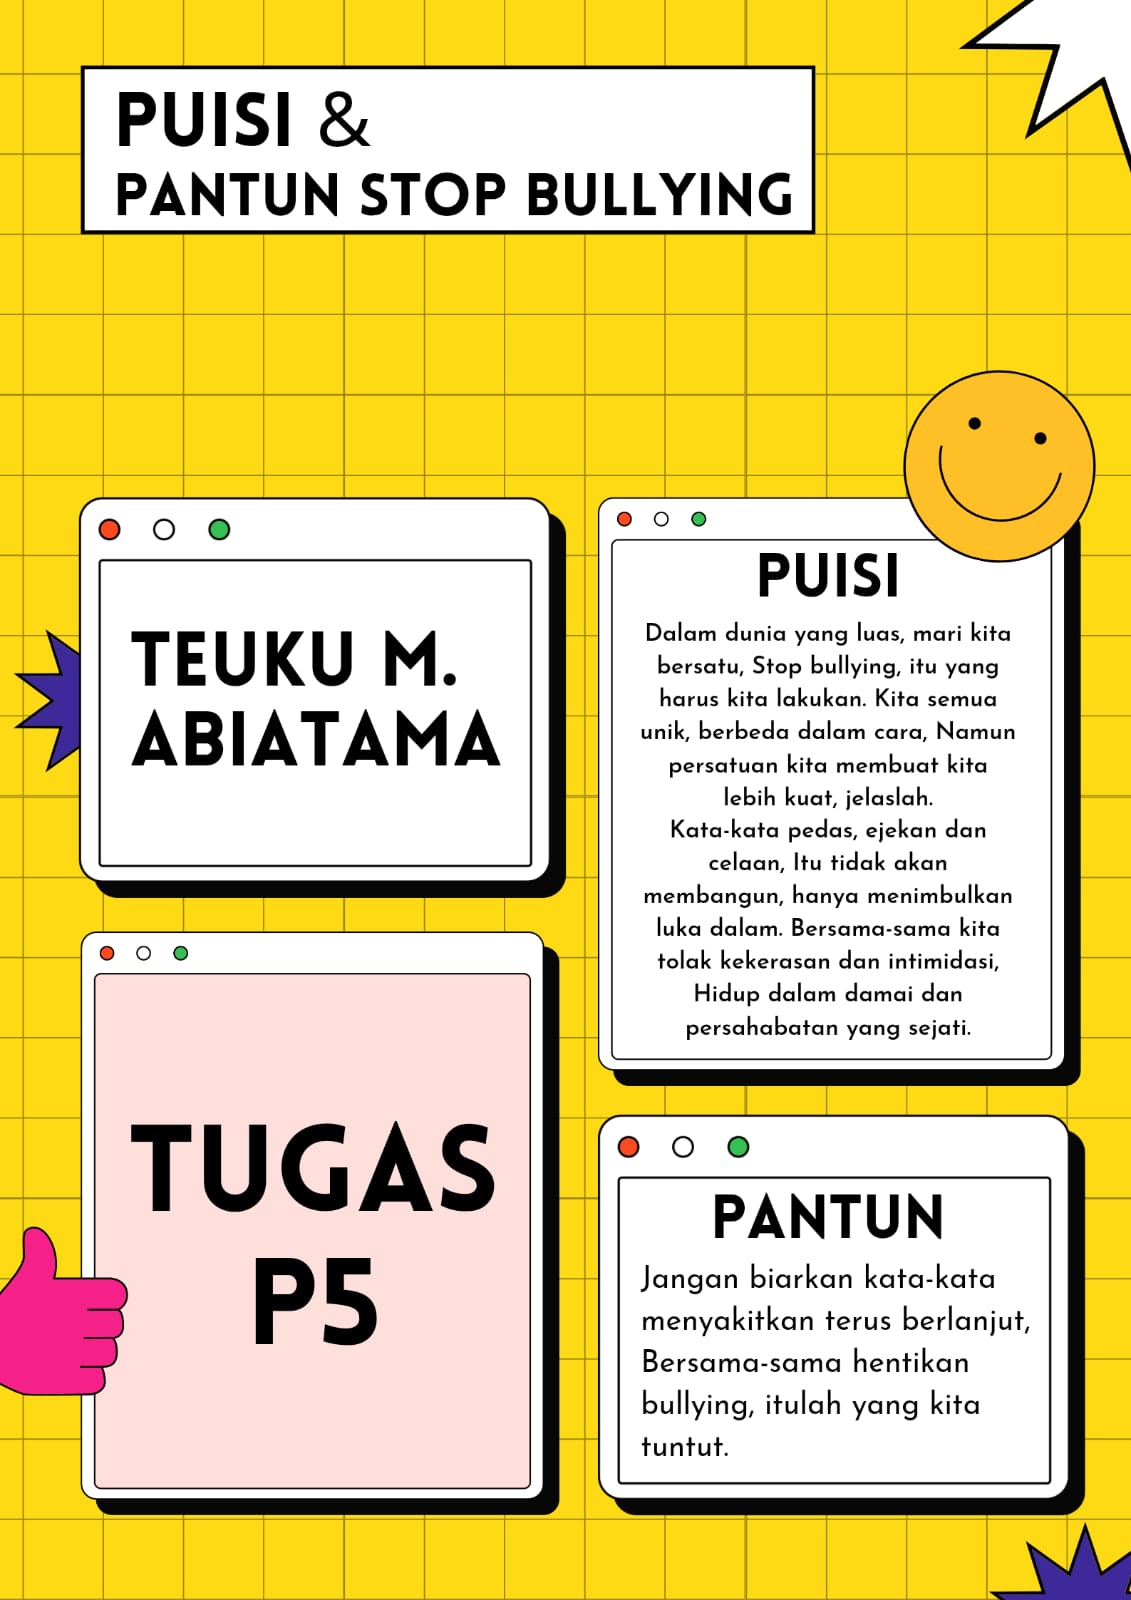 PUISI &
PANTUN STOP BULLYING
TEUKU M.
ABIATAMA
TUGAS
P5
PUISI
Dalam dunia yang luas, mari kita
bersatu, Stop bullying, itu yang
harus kita lakukan. Kita semua
unik, berbeda dalam cara, Namun
persatuan kita membuat kita
lebih kuat, jelaslah.
Kata-kata pedas, ejekan dan
celaan, Itu tidak akan
membangun, hanya menimbulkan
luka dalam. Bersama-sama kita
tolak kekerasan dan intimidasi,
Hidup dalam damai dan
persahabatan yang sejati.
PANTUN
Jangan biarkan kata-kata
menyakitkan terus berlanjut,
Bersama-sama hentikan
bullying, itulah yang kita
tuntut.